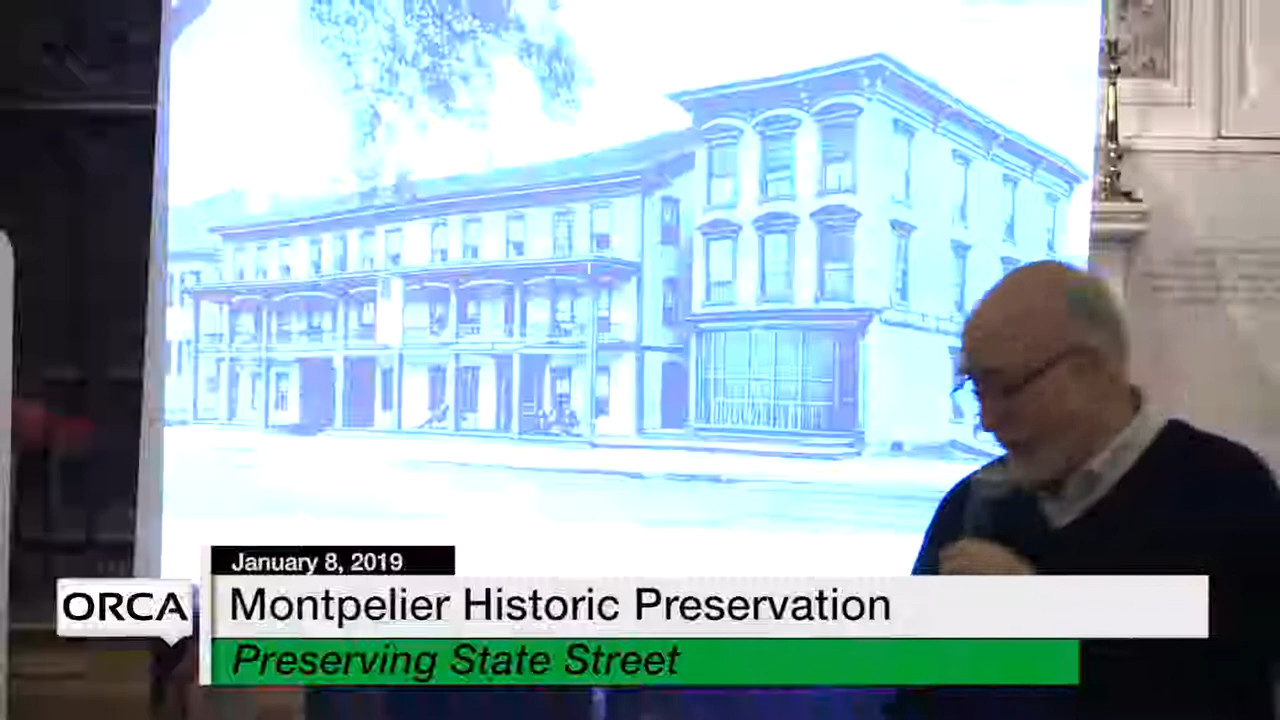 January 8, 2019
ORCA
Montpelier Historic Preservation
Preserving State Street